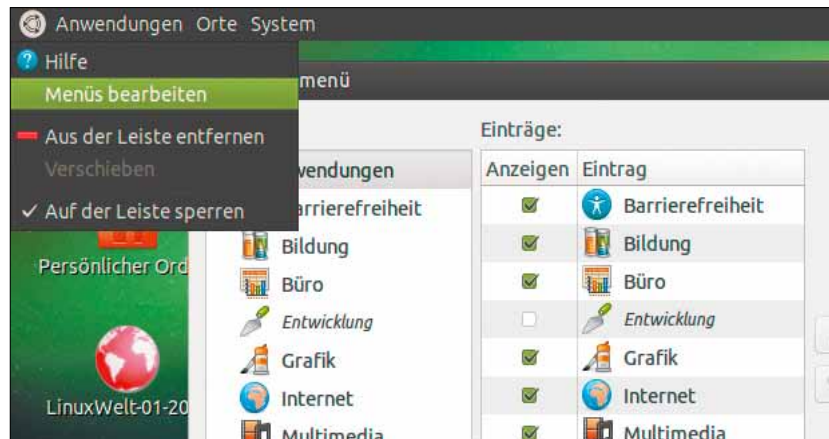 Anwendungen Orte System
Hilfe
Menüs bearbeiten
Aus der Leiste entfernen
Verschieben
Auf der Leiste sperren
menü
Persönlicher Ord
LinuxWelt-01-20
wendungen
arrierefreiheit
Bildung
Büro
Entwicklung
Grafik
Internet
Multimedia
Einträge:
Anzeigen Eintrag
Barrierefreiheit
Bildung
Büro
Entwicklung
Grafik
Internet
Multimedia